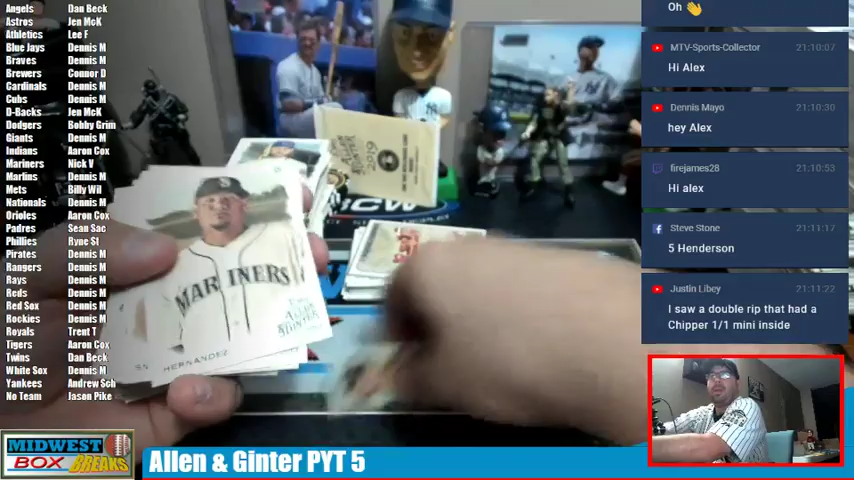 Angels Dan Beck
Astros Jen McK
Athletics Lee F
Blue Jays Dennis M
Braves Dennis M
Brewers Connor D
Cardinals Dennis M
Cubs Dennis M
D-Backs Jen McK
Dodgers Bobby Grim
Giants Dennis M
Indians Aaron Cox
Mariners Nick V
Marlins Dennis M
Mets Billy Wil
Nationals Dennis M
Orioles Aaron Cox
Padres Sean Sac
Phillies Ryne St
Pirates Dennis M
Rangers Dennis M
Rays Dennis M
Reds Dennis M
Red Sox Dennis M
Rockies Dennis M
Royals Trent T
Tigers Aaron Cox
Twins Dan Beck
White Sox Dennis M
Yankees Andrew Sch
No Team Jason Pike
2019
MARINERS
ALLEN
GINTER
HERNANDEZ
Oh 👋
MTV-Sports-Collector 21:10:07
Hi Alex
Dennis Mayo 21:10:30
hey Alex
firejames28 21:10:53
Hi alex
Steve Stone 21:11:17
5 Henderson
Justin Libey 21:11:22
I saw a double rip that had a
Chipper 1/1 mini inside
MIDWEST
BOX BREAKS
Allen & Ginter PYT 5